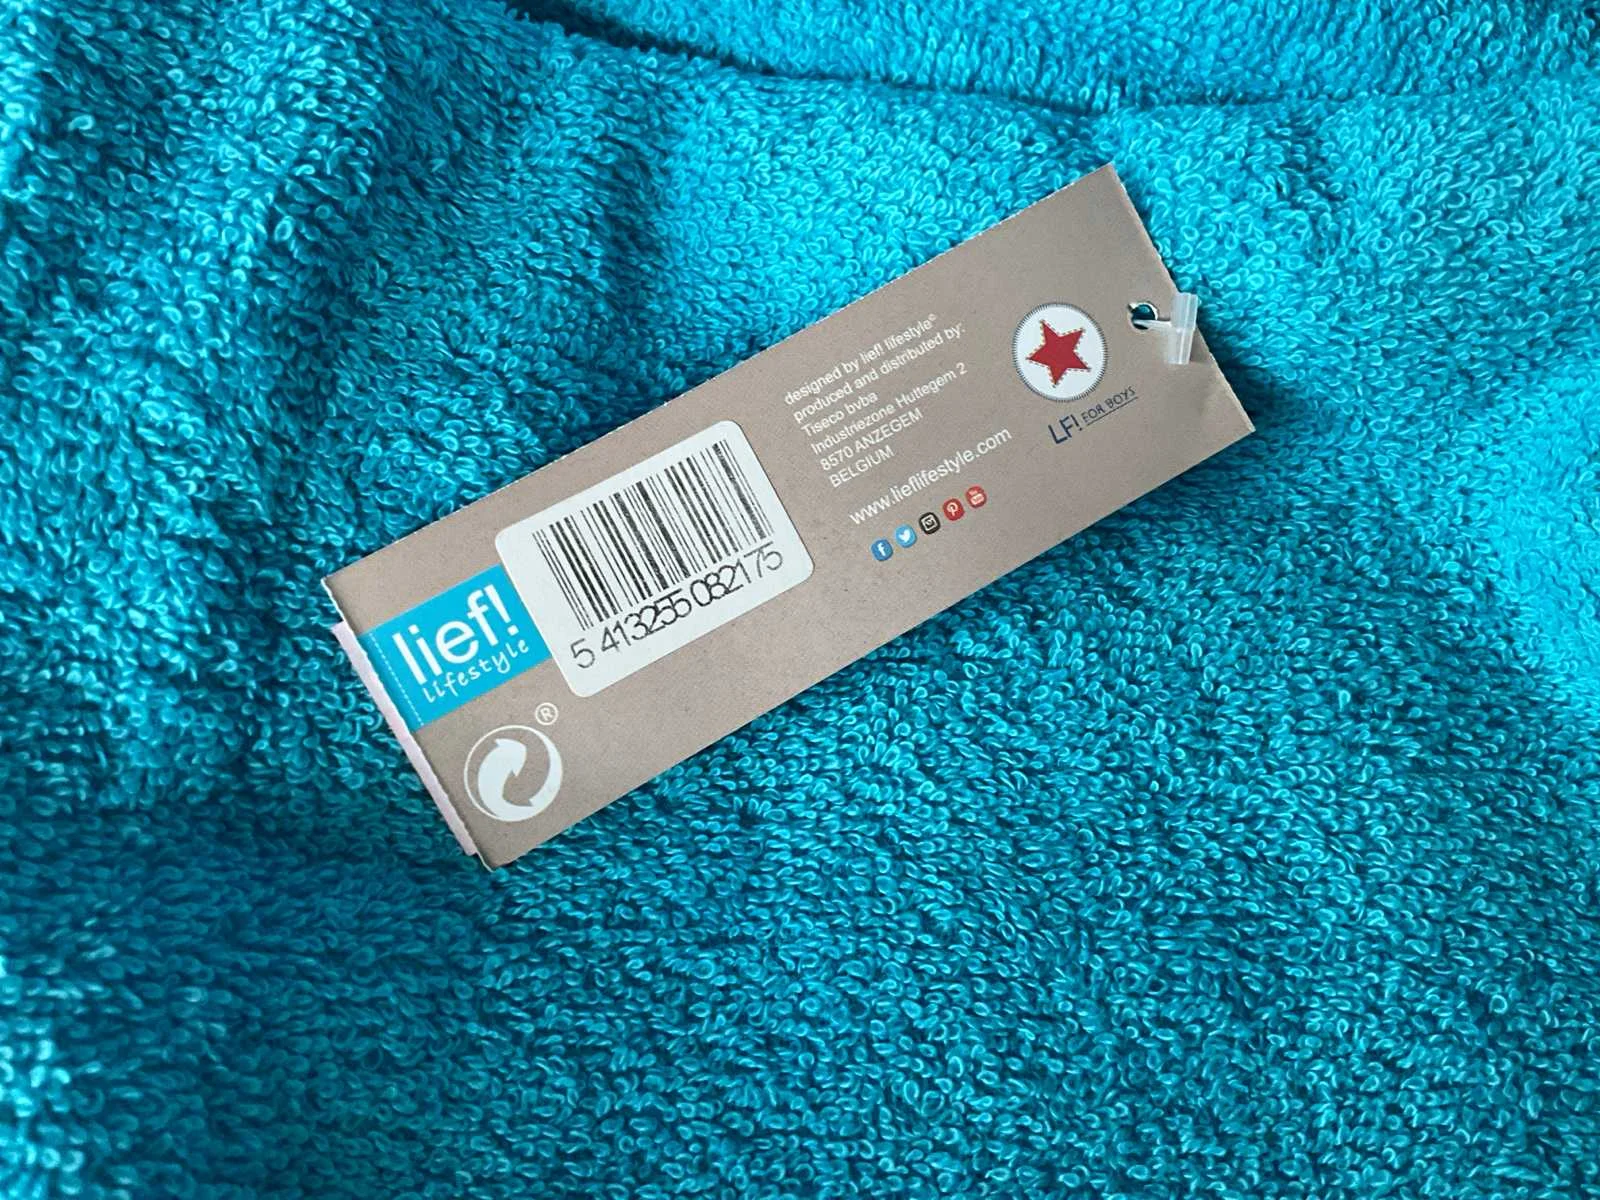 designed by lief! lifestyle®
produced and distributed by:
Tiseco bvba
Industriezone Huttegem 2
8570 ANZEGEM
BELGIUM
www.lieflifestyle.com
LF! FOR BOYS
5 413255 082175
lief!
lifestyle
®